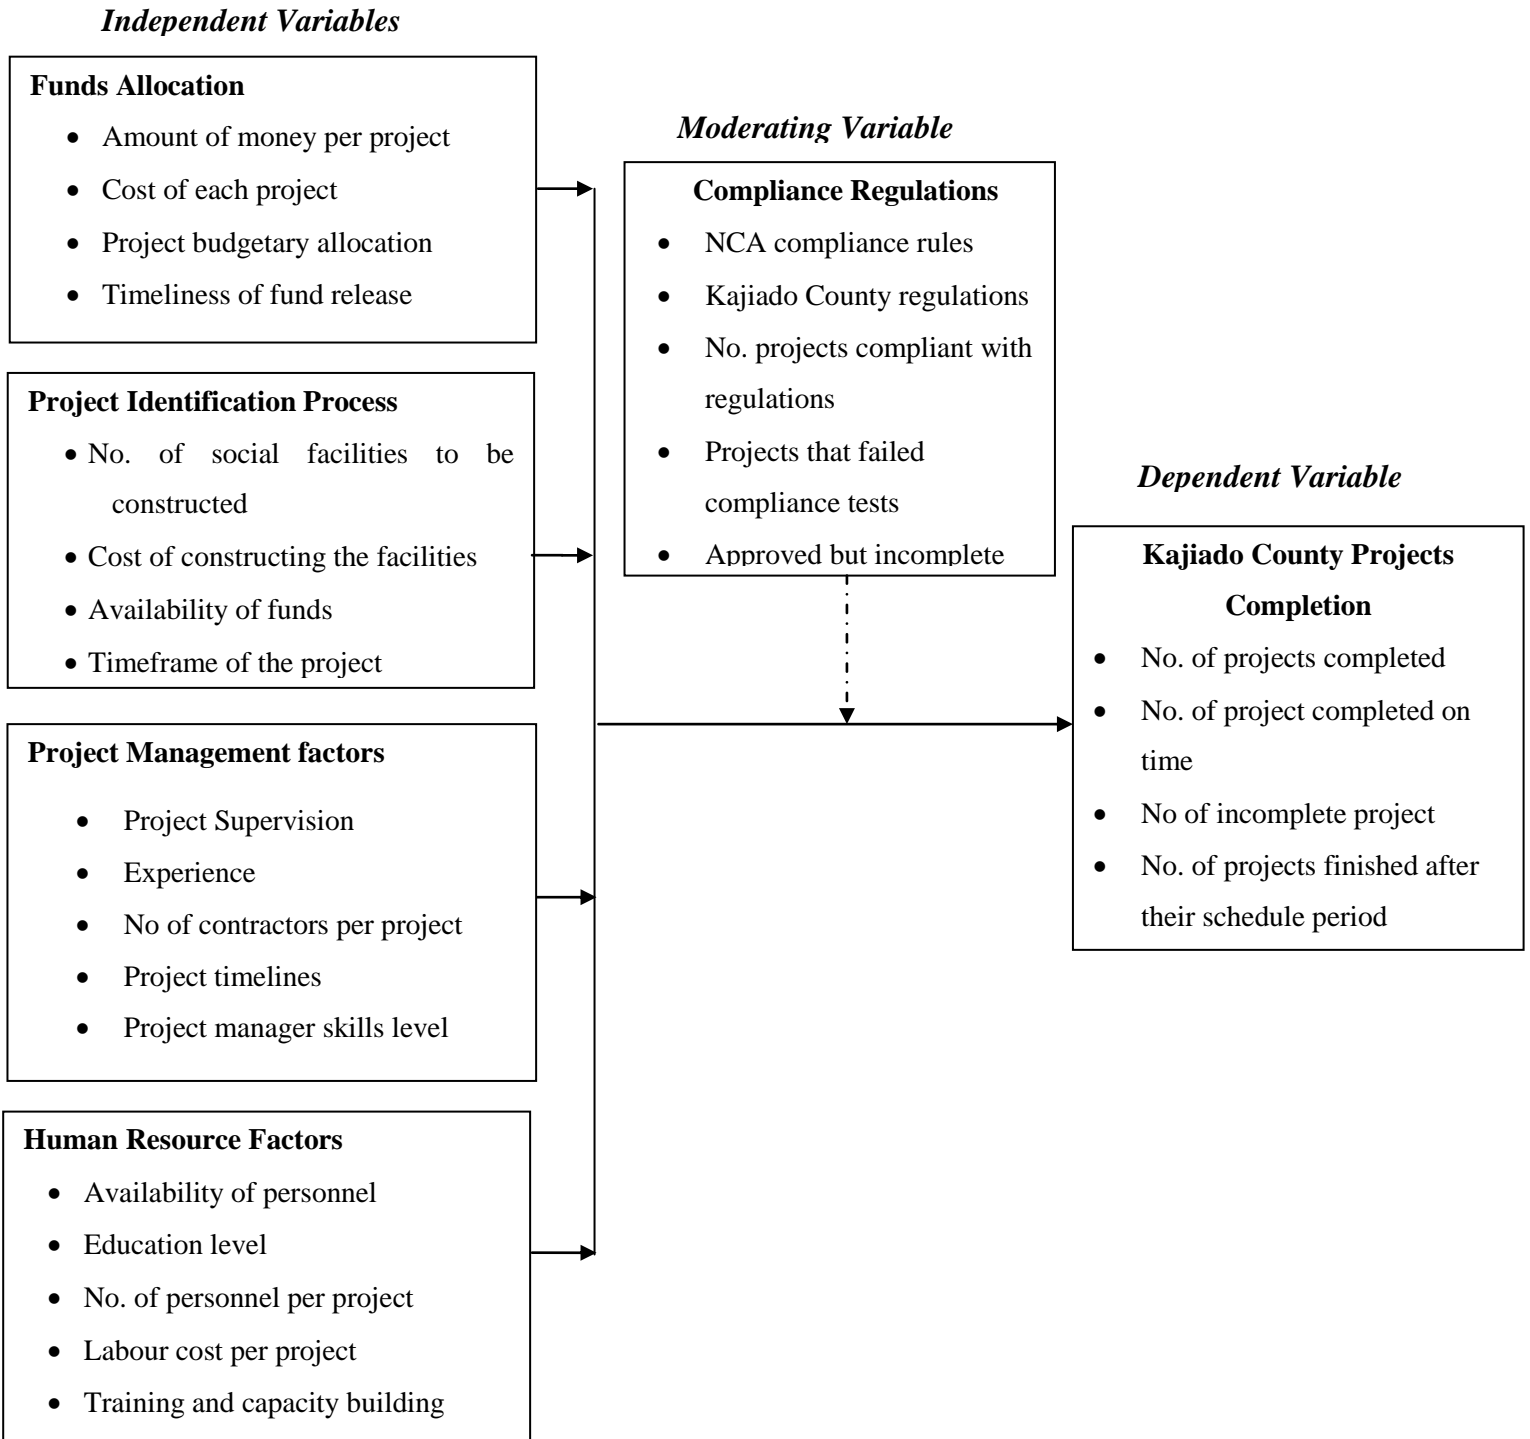 Independent Variables
Funds Allocation
• Amount of money per project
• Cost of each project
• Project budgetary allocation
• Timeliness of fund release
Project Identification Process
• No. of social facilities to be
constructed
• Cost of constructing the facilities
• Availability of funds
• Timeframe of the project
Project Management factors
• Project Supervision
• Experience
• No of contractors per project
• Project timelines
• Project manager skills level
Human Resource Factors
• Availability of personnel
• Education level
• No. of personnel per project
• Labour cost per project
• Training and capacity building
Moderating Variable
Compliance Regulations
• NCA compliance rules
• Kajiado County regulations
• No. projects compliant with
regulations
• Projects that failed
compliance tests
• Approved but incomplete
Dependent Variable
Kajiado County Projects
Completion
• No. of projects completed
• No. of project completed on
time
• No of incomplete project
• No. of projects finished after
their schedule period